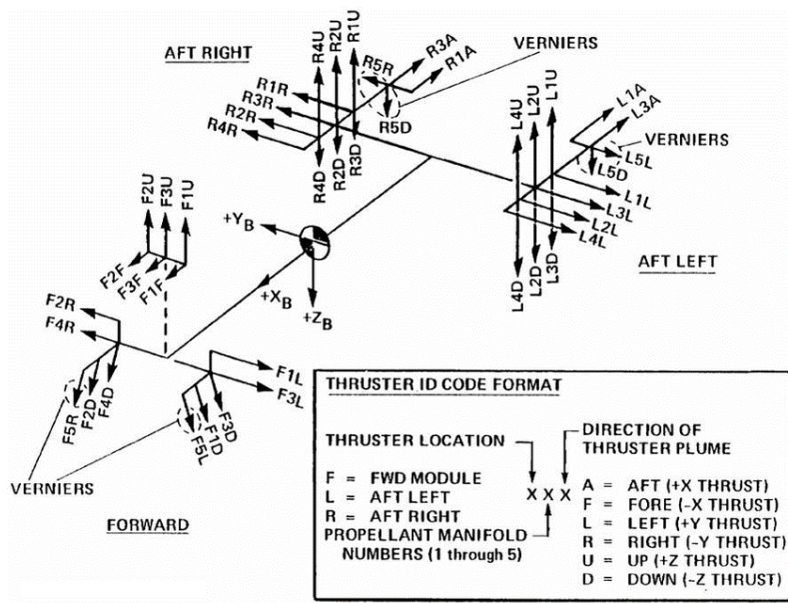 AFT RIGHT
R4U
R2U
R1U
R3A
R1A
VERNIERS
R5R
R5D
R1R
R3R
R2R
R4R
R4D
R2D
R3D
L4U
L2U
L1U
L1A
L3A
VERNIERS
L5L
L5D
L1L
L3L
L2L
L4L
L4D
L2D
L3D
AFT LEFT
F2U
F3U
F1U
F2F
F3F
F1F
+YB
+XB
+ZB
F2R
F4R
F5R
F2D
F4D
F1L
F3L
F3D
F1D
F5L
VERNIERS
FORWARD
THRUSTER ID CODE FORMAT
THRUSTER LOCATION
F = FWD MODULE
L = AFT LEFT
R = AFT RIGHT
PROPELLANT MANIFOLD
NUMBERS (1 through 5)
X X X
DIRECTION OF
THRUSTER PLUME
A = AFT (+X THRUST)
F = FORE (-X THRUST)
L = LEFT (+Y THRUST)
R = RIGHT (-Y THRUST)
U = UP (+Z THRUST)
D = DOWN (-Z THRUST)